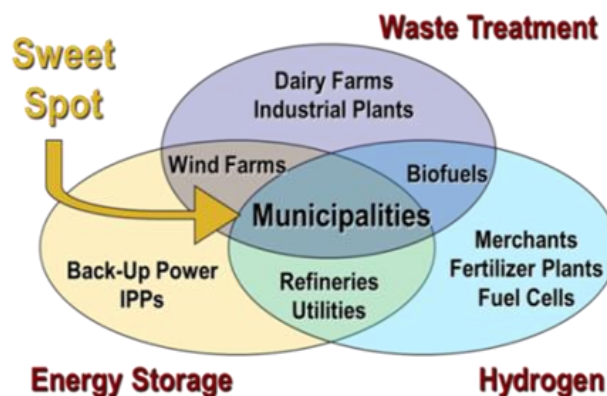 Waste Treatment
Sweet
Spot
Dairy Farms
Industrial Plants
Wind Farms
Biofuels
Municipalities
Merchants
Fertilizer Plants
Fuel Cells
Back-Up Power
IPPs
Refineries
Utilities
Energy Storage
Hydrogen